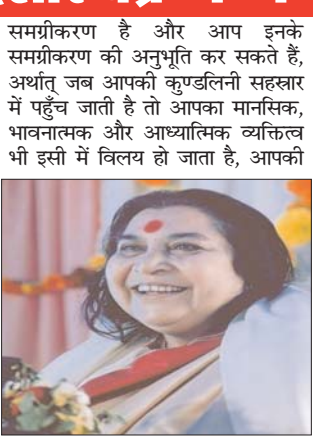 समग्रीकरण है और आप इनके
समग्रीकरण की अनुभूति कर सकते हैं,
अर्थात् जब आपकी कुण्डलिनी सहस्रार
में पहुँच जाती है तो आपका मानसिक,
भावनात्मक और आध्यात्मिक व्यक्तित्व
भी इसी में विलय हो जाता है, आपकी